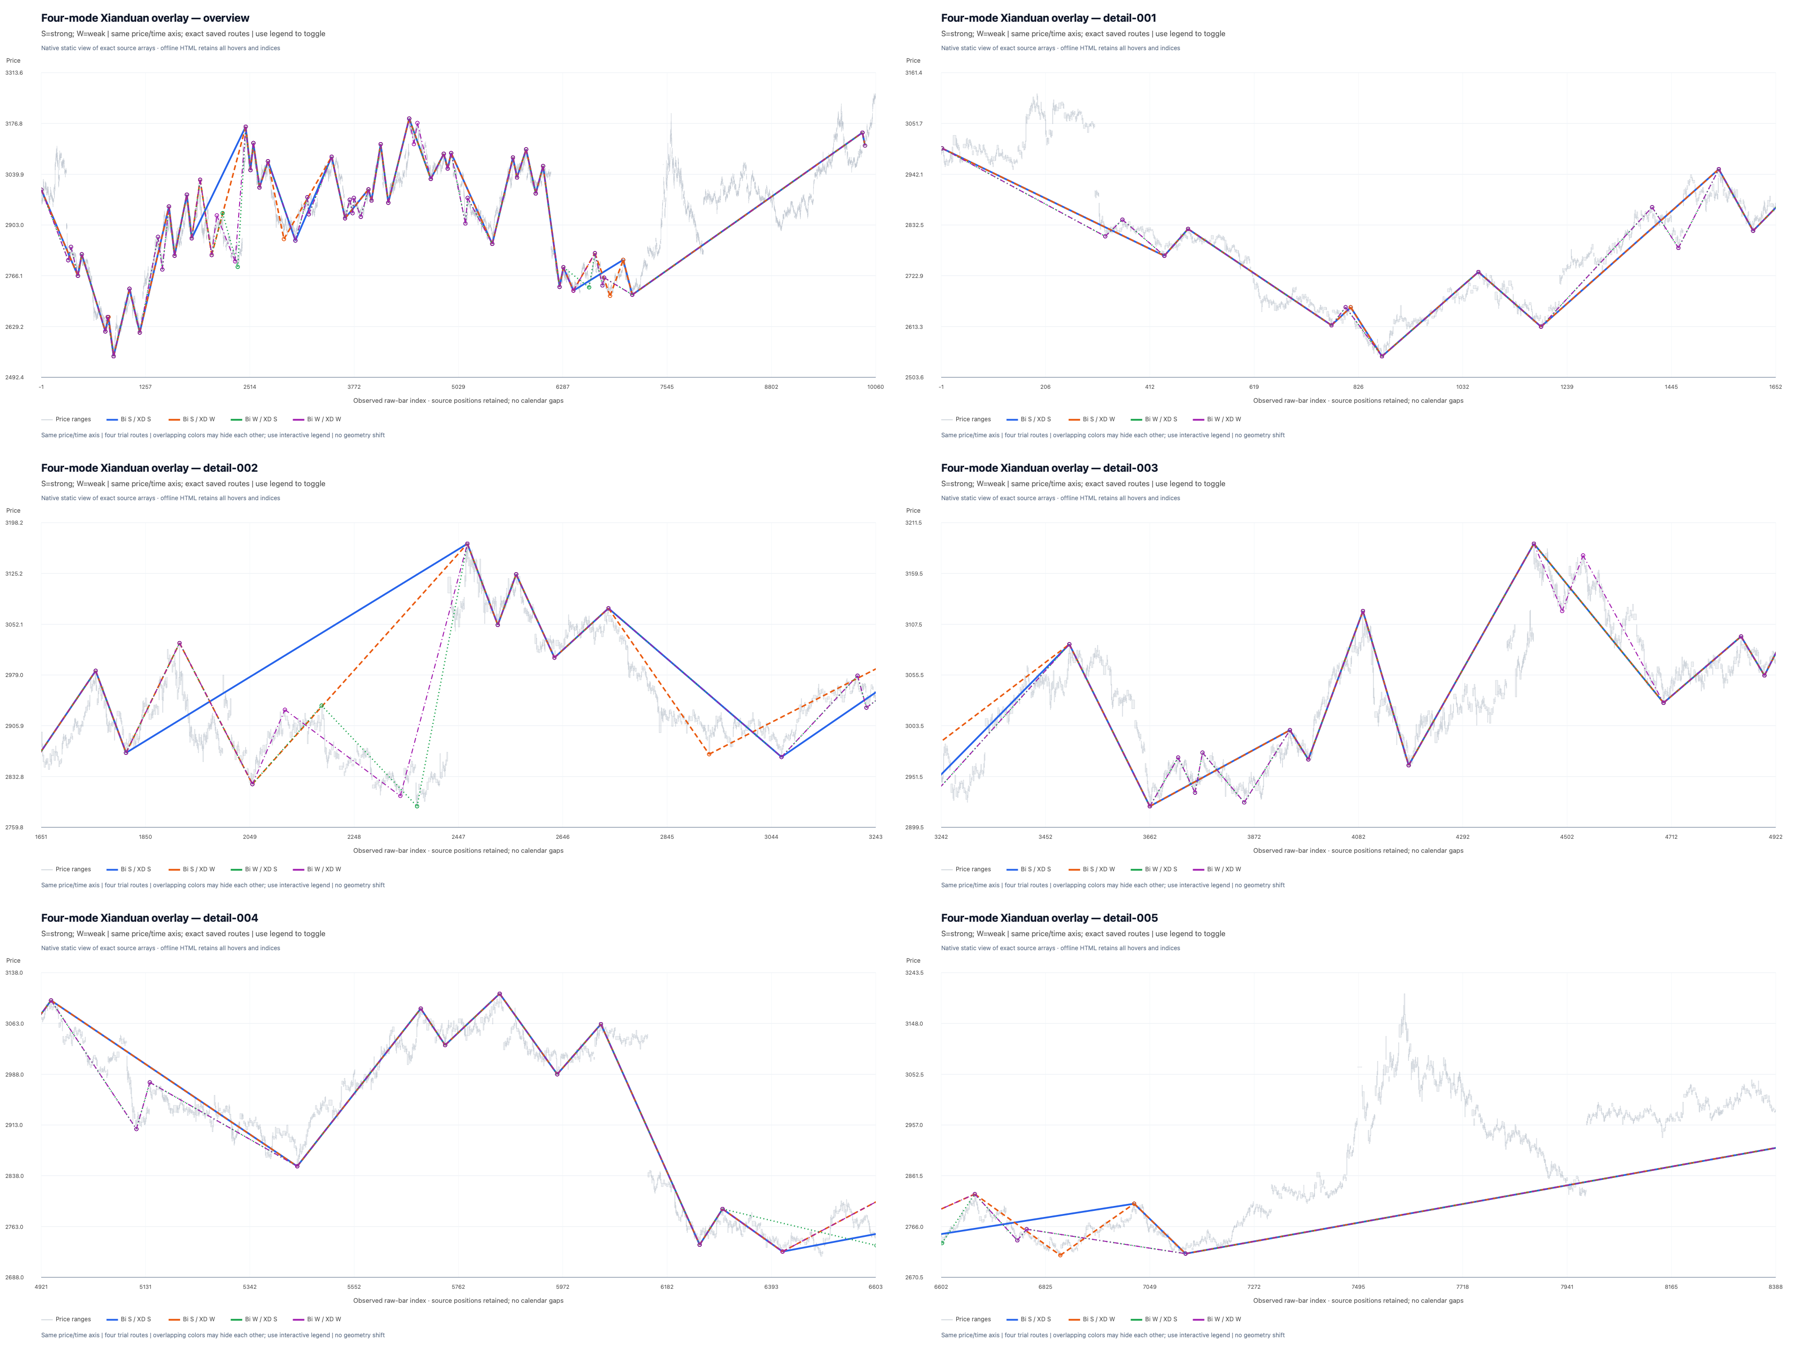 Four-mode Xianduan overlay — overview
S=strong; W=weak | same price/time axis; exact saved routes | use legend to toggle
Native static view of exact source arrays · offline HTML retains all hovers and indices
Price
3313.6
3176.8
3039.9
2903.0
2766.1
2629.2
2492.4
-1 1257 2514 3772 5029 6287 7545 8802 10060
Observed raw-bar index · source positions retained; no calendar gaps
Price ranges Bi S / XD S Bi S / XD W Bi W / XD S Bi W / XD W
Same price/time axis | four trial routes | overlapping colors may hide each other; use interactive legend | no geometry shift
Four-mode Xianduan overlay — detail-001
S=strong; W=weak | same price/time axis; exact saved routes | use legend to toggle
Native static view of exact source arrays · offline HTML retains all hovers and indices
Price
3161.4
3051.7
2942.1
2832.5
2722.9
2613.3
2503.6
-1 206 412 619 826 1032 1239 1445 1652
Observed raw-bar index · source positions retained; no calendar gaps
Price ranges Bi S / XD S Bi S / XD W Bi W / XD S Bi W / XD W
Same price/time axis | four trial routes | overlapping colors may hide each other; use interactive legend | no geometry shift
Four-mode Xianduan overlay — detail-002
S=strong; W=weak | same price/time axis; exact saved routes | use legend to toggle
Native static view of exact source arrays · offline HTML retains all hovers and indices
Price
3198.2
3125.2
3052.1
2979.0
2905.9
2832.8
2759.8
1651 1850 2049 2248 2447 2646 2845 3044 3243
Observed raw-bar index · source positions retained; no calendar gaps
Price ranges Bi S / XD S Bi S / XD W Bi W / XD S Bi W / XD W
Same price/time axis | four trial routes | overlapping colors may hide each other; use interactive legend | no geometry shift
Four-mode Xianduan overlay — detail-003
S=strong; W=weak | same price/time axis; exact saved routes | use legend to toggle
Native static view of exact source arrays · offline HTML retains all hovers and indices
Price
3211.5
3159.5
3107.5
3055.5
3003.5
2951.5
2899.5
3242 3452 3662 3872 4082 4292 4502 4712 4922
Observed raw-bar index · source positions retained; no calendar gaps
Price ranges Bi S / XD S Bi S / XD W Bi W / XD S Bi W / XD W
Same price/time axis | four trial routes | overlapping colors may hide each other; use interactive legend | no geometry shift
Four-mode Xianduan overlay — detail-004
S=strong; W=weak | same price/time axis; exact saved routes | use legend to toggle
Native static view of exact source arrays · offline HTML retains all hovers and indices
Price
3138.0
3063.0
2988.0
2913.0
2838.0
2763.0
2688.0
4921 5131 5342 5552 5762 5972 6182 6393 6603
Observed raw-bar index · source positions retained; no calendar gaps
Price ranges Bi S / XD S Bi S / XD W Bi W / XD S Bi W / XD W
Same price/time axis | four trial routes | overlapping colors may hide each other; use interactive legend | no geometry shift
Four-mode Xianduan overlay — detail-005
S=strong; W=weak | same price/time axis; exact saved routes | use legend to toggle
Native static view of exact source arrays · offline HTML retains all hovers and indices
Price
3243.5
3148.0
3052.5
2957.0
2861.5
2766.0
2670.5
6602 6825 7049 7272 7495 7718 7941 8165 8388
Observed raw-bar index · source positions retained; no calendar gaps
Price ranges Bi S / XD S Bi S / XD W Bi W / XD S Bi W / XD W
Same price/time axis | four trial routes | overlapping colors may hide each other; use interactive legend | no geometry shift